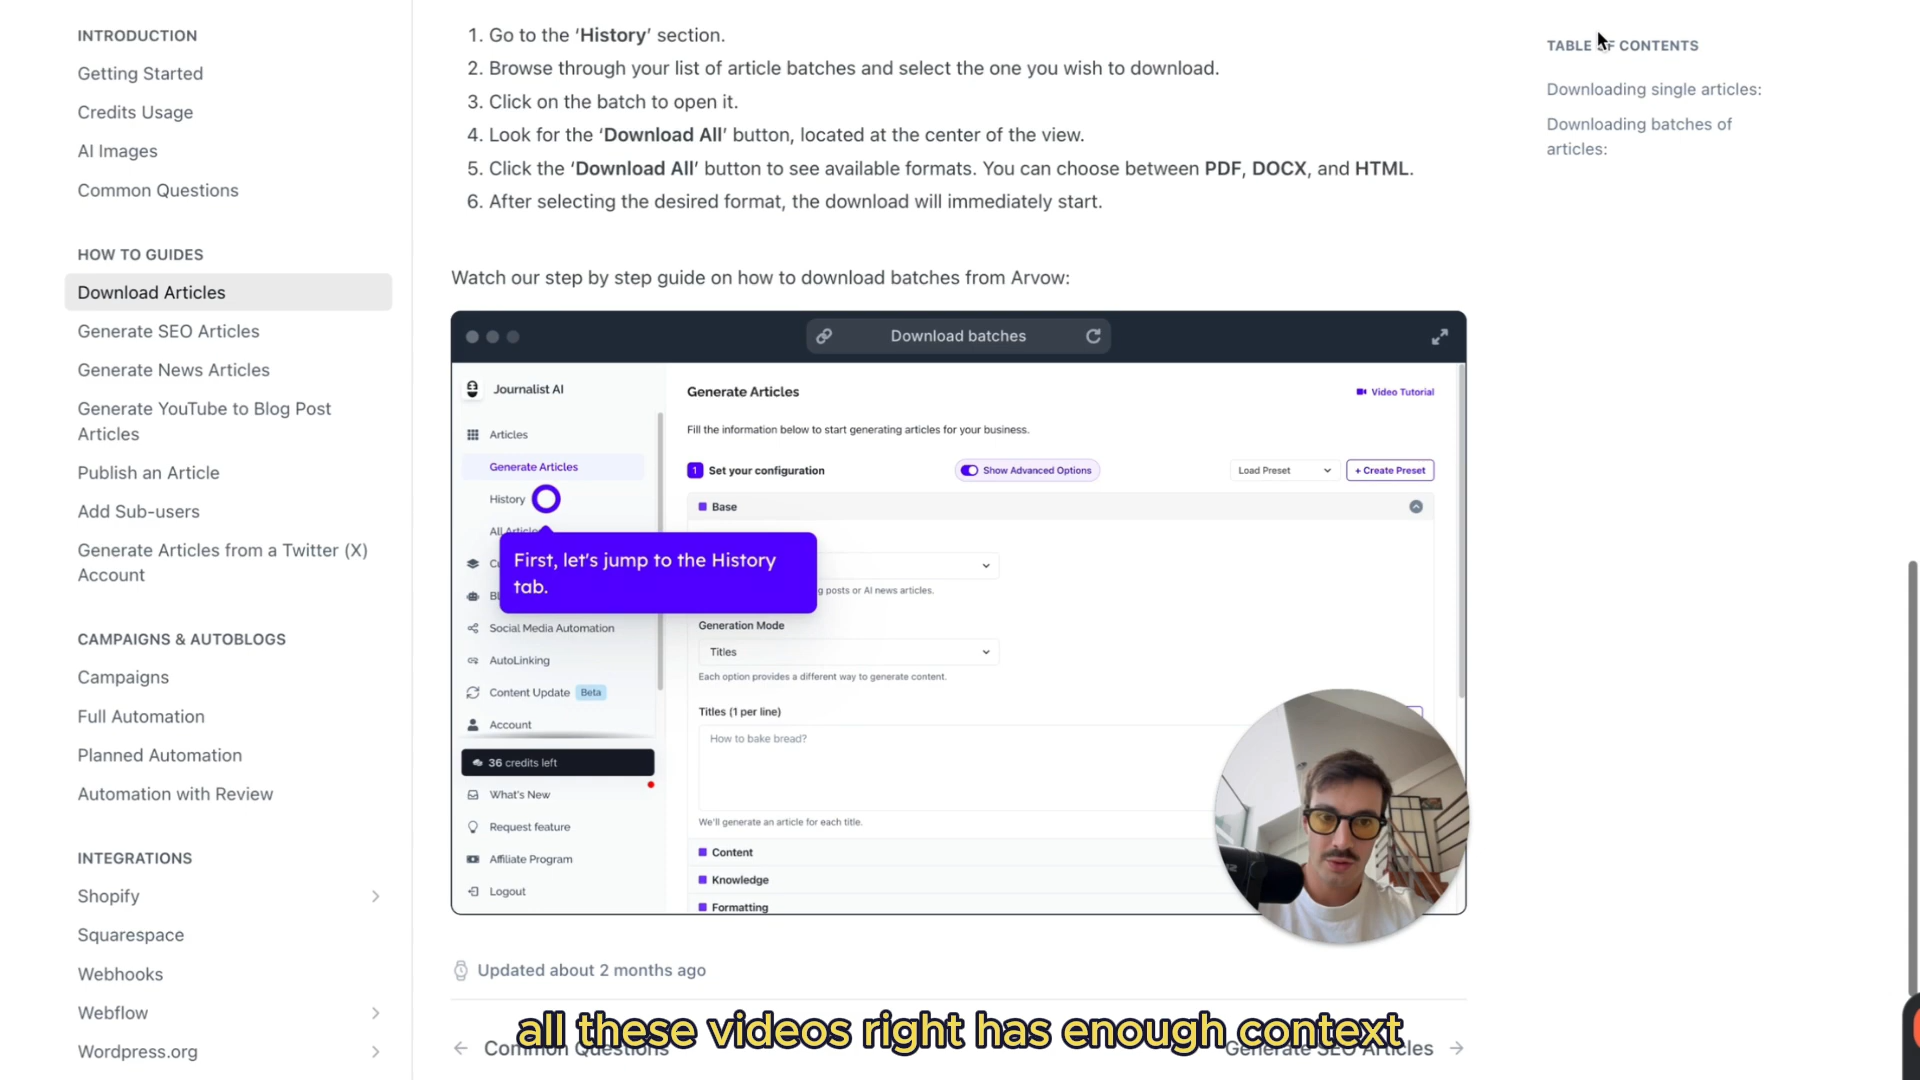 INTRODUCTION
Getting Started
Credits Usage
AI Images
Common Questions
HOW TO GUIDES
Download Articles
Generate SEO Articles
Generate News Articles
Generate YouTube to Blog Post
Articles
Publish an Article
Add Sub-users
Generate Articles from a Twitter (X)
Account
CAMPAIGNS & AUTOBLOGS
Campaigns
Full Automation
Planned Automation
Automation with Review
INTEGRATIONS
Shopify
Squarespace
Webhooks
Webflow
Wordpress.org
1. Go to the ‘History’ section.
2. Browse through your list of article batches and select the one you wish to download.
3. Click on the batch to open it.
4. Look for the ‘Download All’ button, located at the center of the view.
5. Click the ‘Download All’ button to see available formats. You can choose between PDF, DOCX, and HTML.
6. After selecting the desired format, the download will immediately start.
Watch our step by step guide on how to download batches from Arvow:
Download batches
Journalist AI
Articles
Generate Articles
History
All Article
First, let's jump to the History
tab.
Social Media Automation
AutoLinking
Content Update Beta
Account
36 credits left
What's New
Request feature
Affiliate Program
Logout
Generate Articles
Video Tutorial
Fill the information below to start generating articles for your business.
1 Set your configuration
Show Advanced Options
Load Preset
+ Create Preset
Base
posts or AI news articles.
Generation Mode
Titles
Each option provides a different way to generate content.
Titles (1 per line)
How to bake bread?
We'll generate an article for each title.
Content
Knowledge
Formatting
Updated about 2 months ago
all these videos right has enough context
Common Questions
Generate SEO Articles
TABLE OF CONTENTS
Downloading single articles:
Downloading batches of
articles: